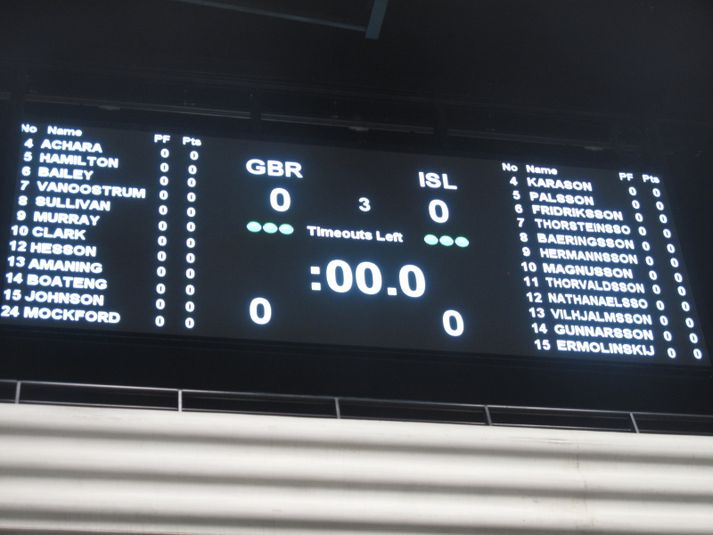 No Name PF Pts
4 ACHARA 0 0
5 HAMILTON 0 0
6 BAILEY 0 0
7 VANOOSTRUM 0 0
8 SULLIVAN 0 0
9 MURRAY 0 0
10 CLARK 0 0
12 HESSON 0 0
13 AMANING 0 0
14 BOATENG 0 0
15 JOHNSON 0 0
24 MOCKFORD 0 0
GBR ISL
0 3 0
Timeouts Left
:00.0
0 0
No Name PF Pts
4 KARASON 0 0
5 PALSSON 0 0
6 FRIDRIKSSON 0 0
7 THORSTEINSSO 0 0
8 BAERINGSSON 0 0
9 HERMANNSSON 0 0
10 MAGNUSSON 0 0
11 THORVALDSSON 0 0
12 NATHANAELSSO 0 0
13 VILHJALMSSON 0 0
14 GUNNARSSON 0 0
15 ERMOLINSKIJ 0 0